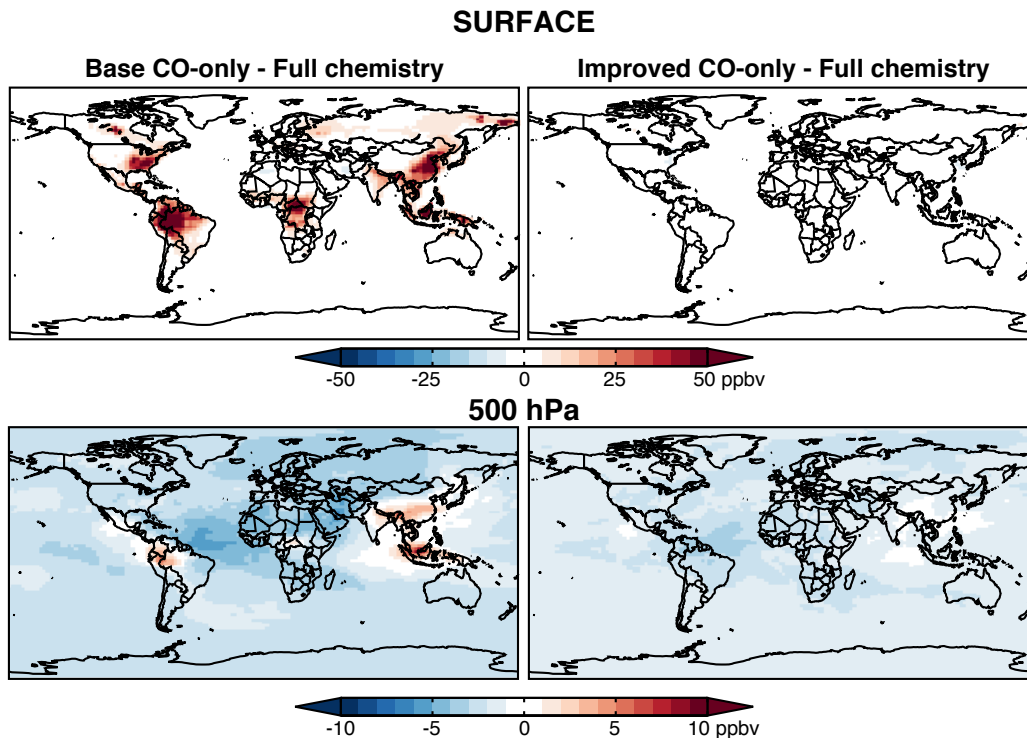 SURFACE
Base CO-only - Full chemistry
Improved CO-only - Full chemistry
-50 -25 0 25 50 ppbv
500 hPa
-10 -5 0 5 10 ppbv